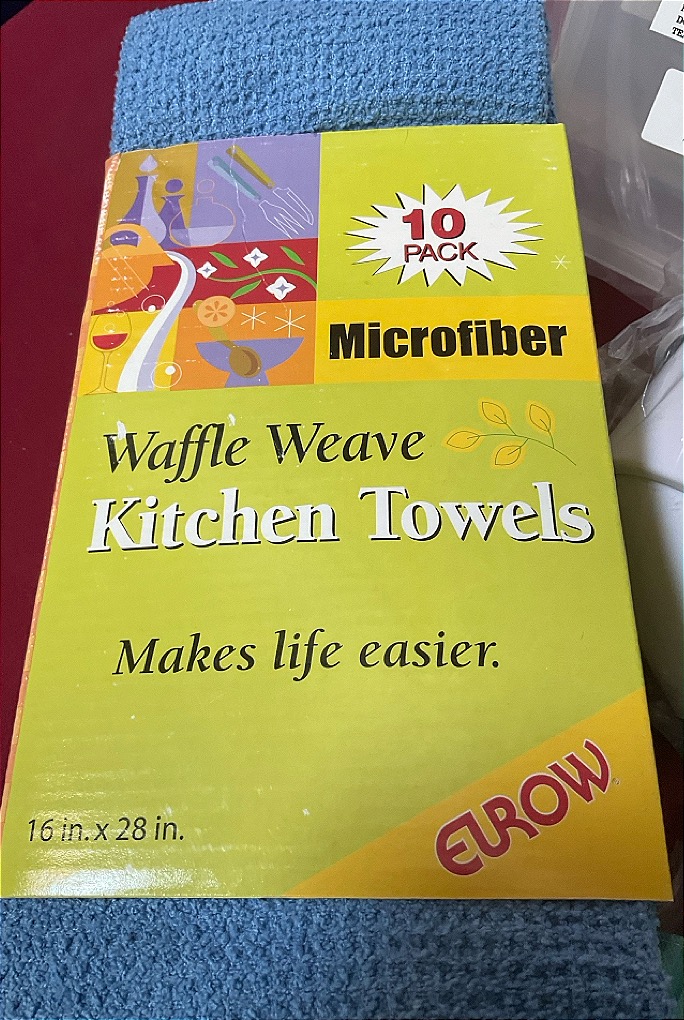 10
PACK
Microfiber
Waffle Weave
Kitchen Towels
Makes life easier.
16 in. x 28 in.
EUROW